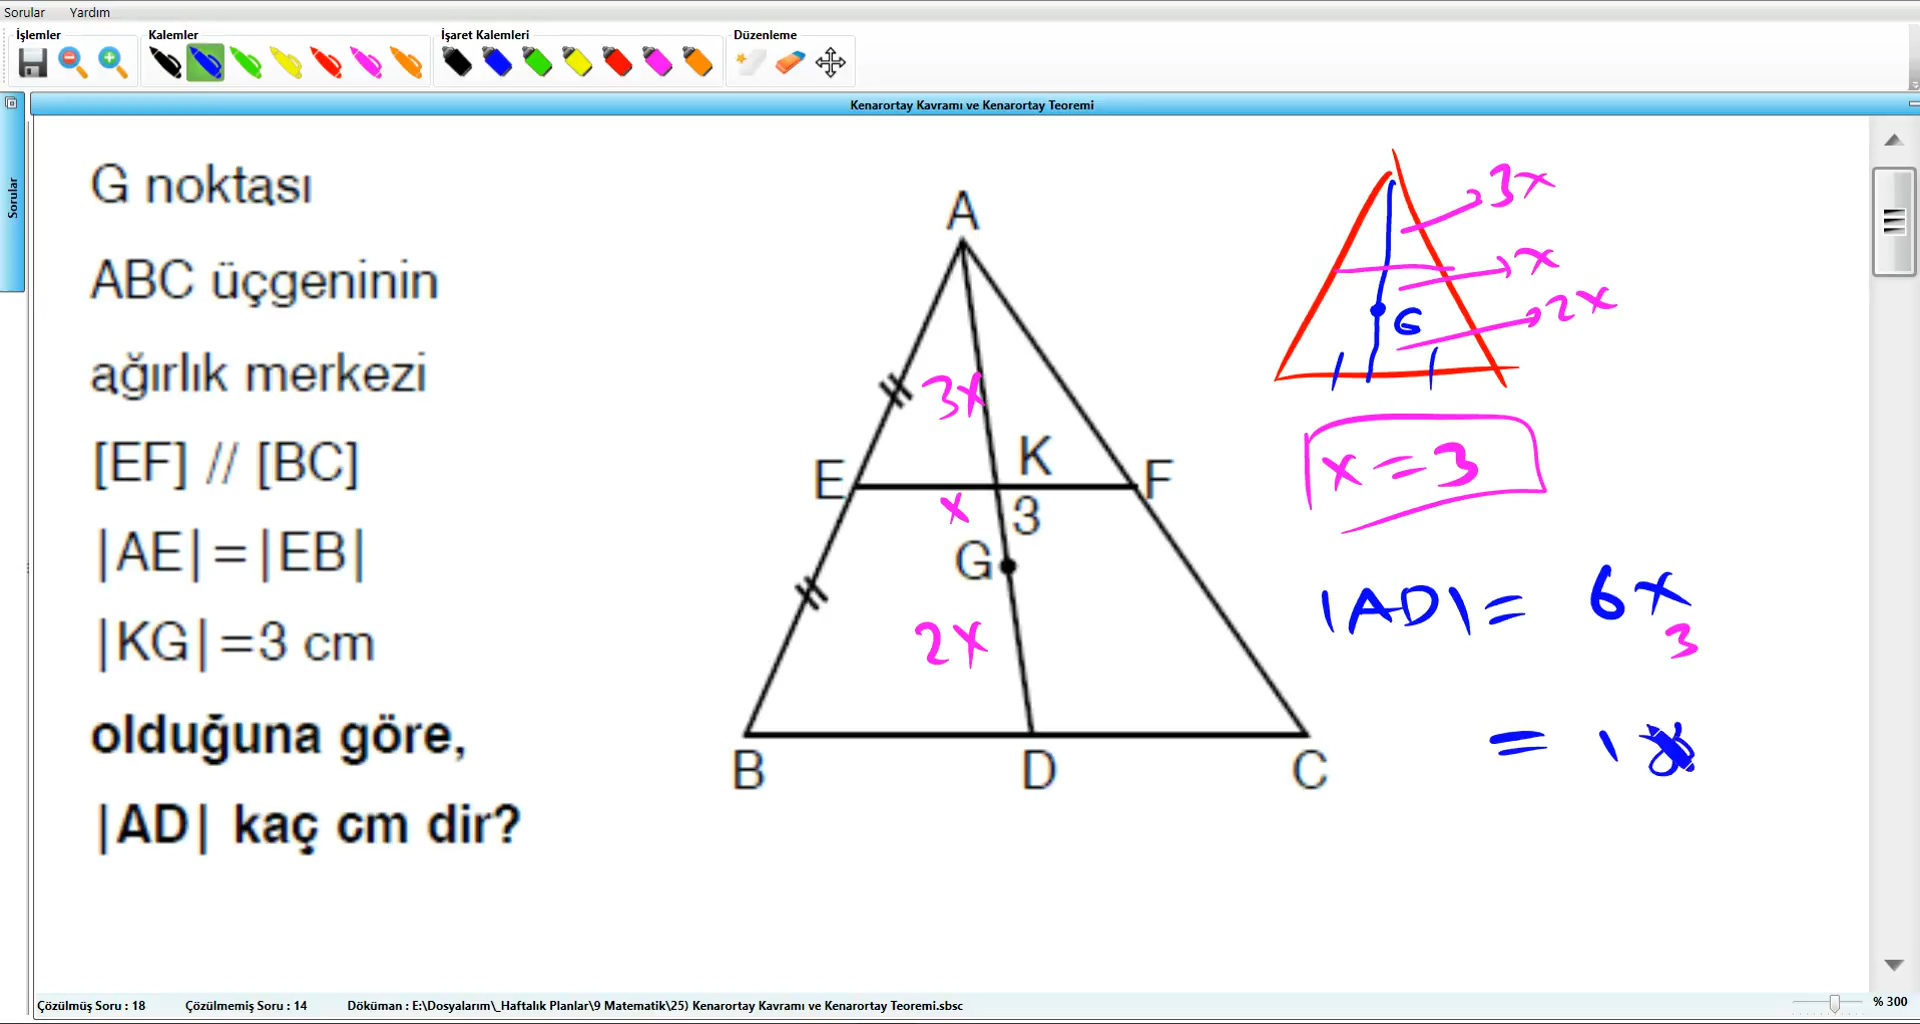 Sorular Yardım
İşlemler Kalemler İşaret Kalemleri Düzenleme
Kenarortay Kavramı ve Kenarortay Teoremi
Sorular
G noktası
ABC üçgeninin
ağırlık merkezi
[EF] // [BC]
|AE|=|EB|
|KG|=3 cm
olduğuna göre,
|AD| kaç cm dir?
A
3x
K
E
F
x
3
G
2x
B D C
3x
x
G
2x
x=3
|AD|= 6x
3
= 18
Çözülmüş Soru : 18 Çözülmemiş Soru : 14 Döküman : E:\Dosyalarım\_Haftalık Planlar\9 Matematik\25) Kenarortay Kavramı ve Kenarortay Teoremi.sbsc % 300